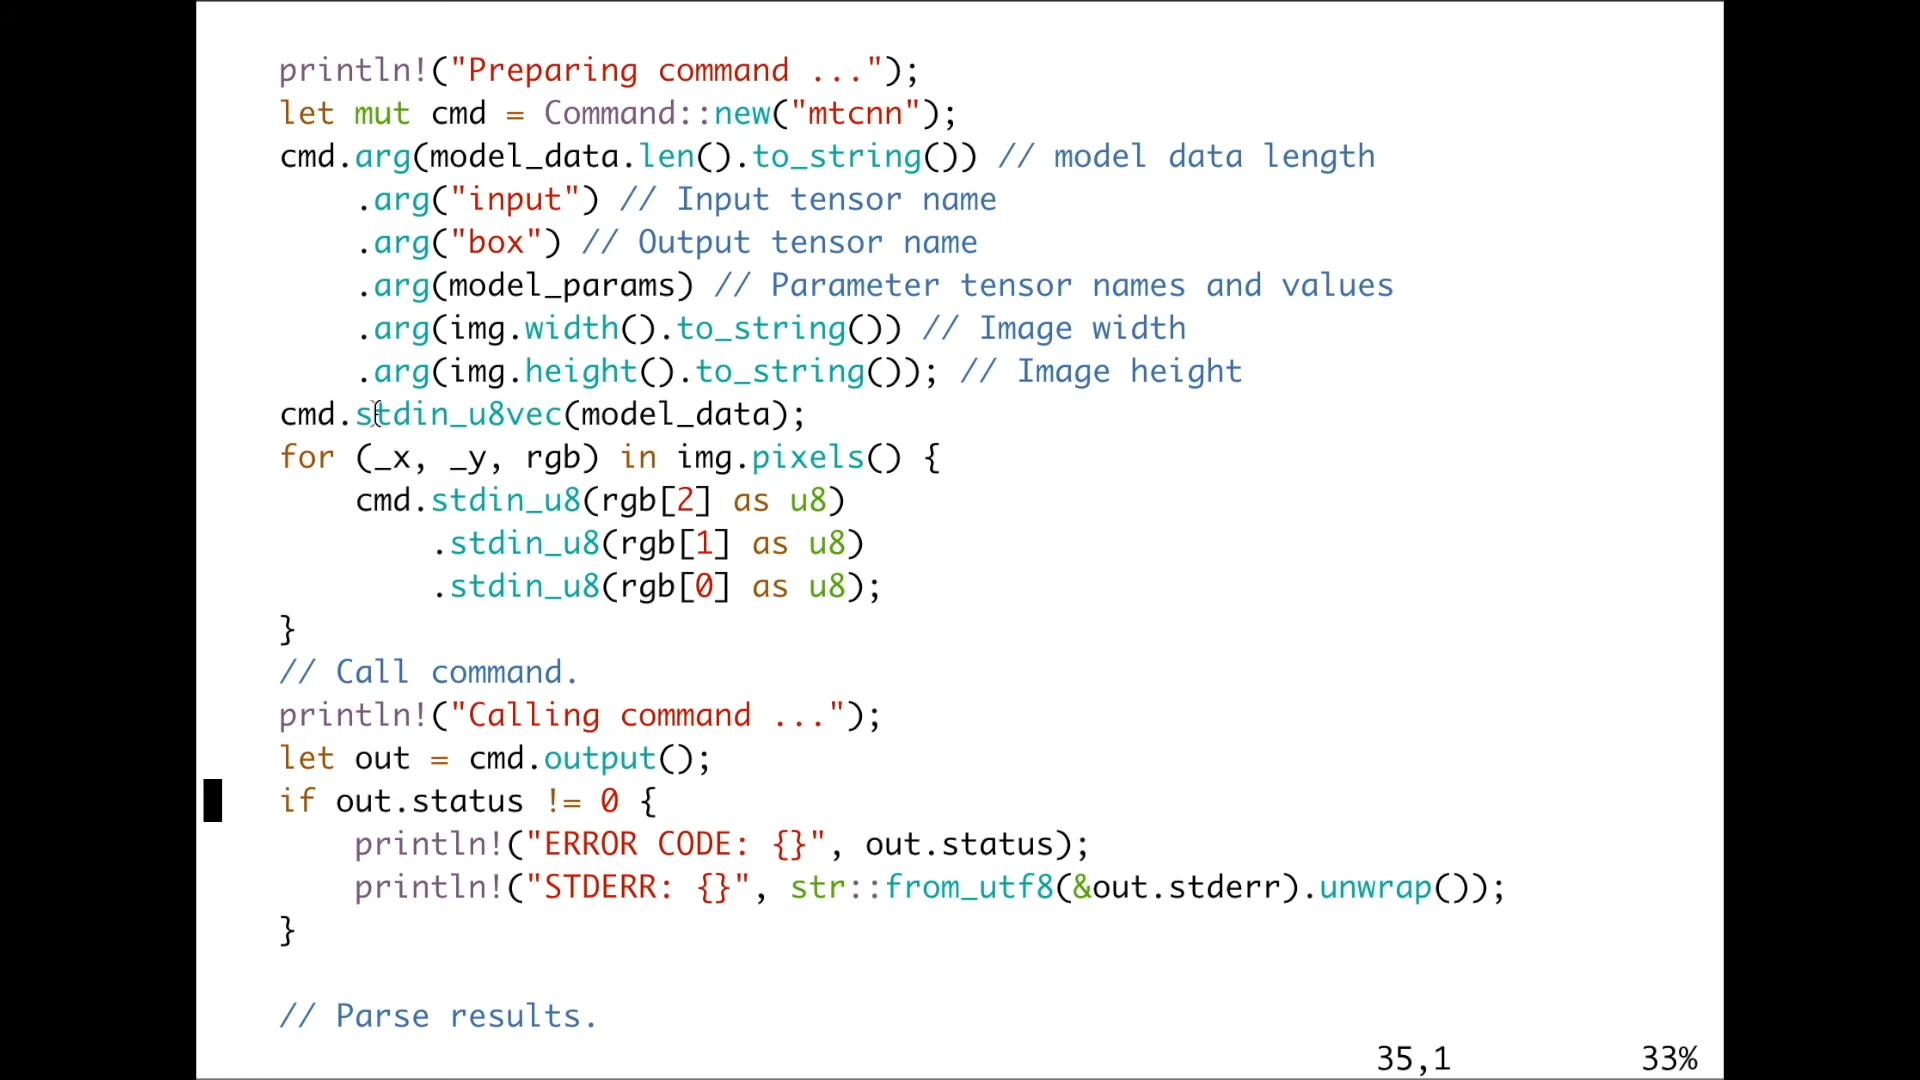 println!("Preparing command ...");
let mut cmd = Command::new("mtcnn");
cmd.arg(model_data.len().to_string()) // model data length
    .arg("input") // Input tensor name
    .arg("box") // Output tensor name
    .arg(model_params) // Parameter tensor names and values
    .arg(img.width().to_string()) // Image width
    .arg(img.height().to_string()); // Image height
cmd.stdin_u8vec(model_data);
for (_x, _y, rgb) in img.pixels() {
    cmd.stdin_u8(rgb[2] as u8)
        .stdin_u8(rgb[1] as u8)
        .stdin_u8(rgb[0] as u8);
}
// Call command.
println!("Calling command ...");
let out = cmd.output();
if out.status != 0 {
    println!("ERROR CODE: {}", out.status);
    println!("STDERR: {}", str::from_utf8(&out.stderr).unwrap());
}
// Parse results.
35,1 33%